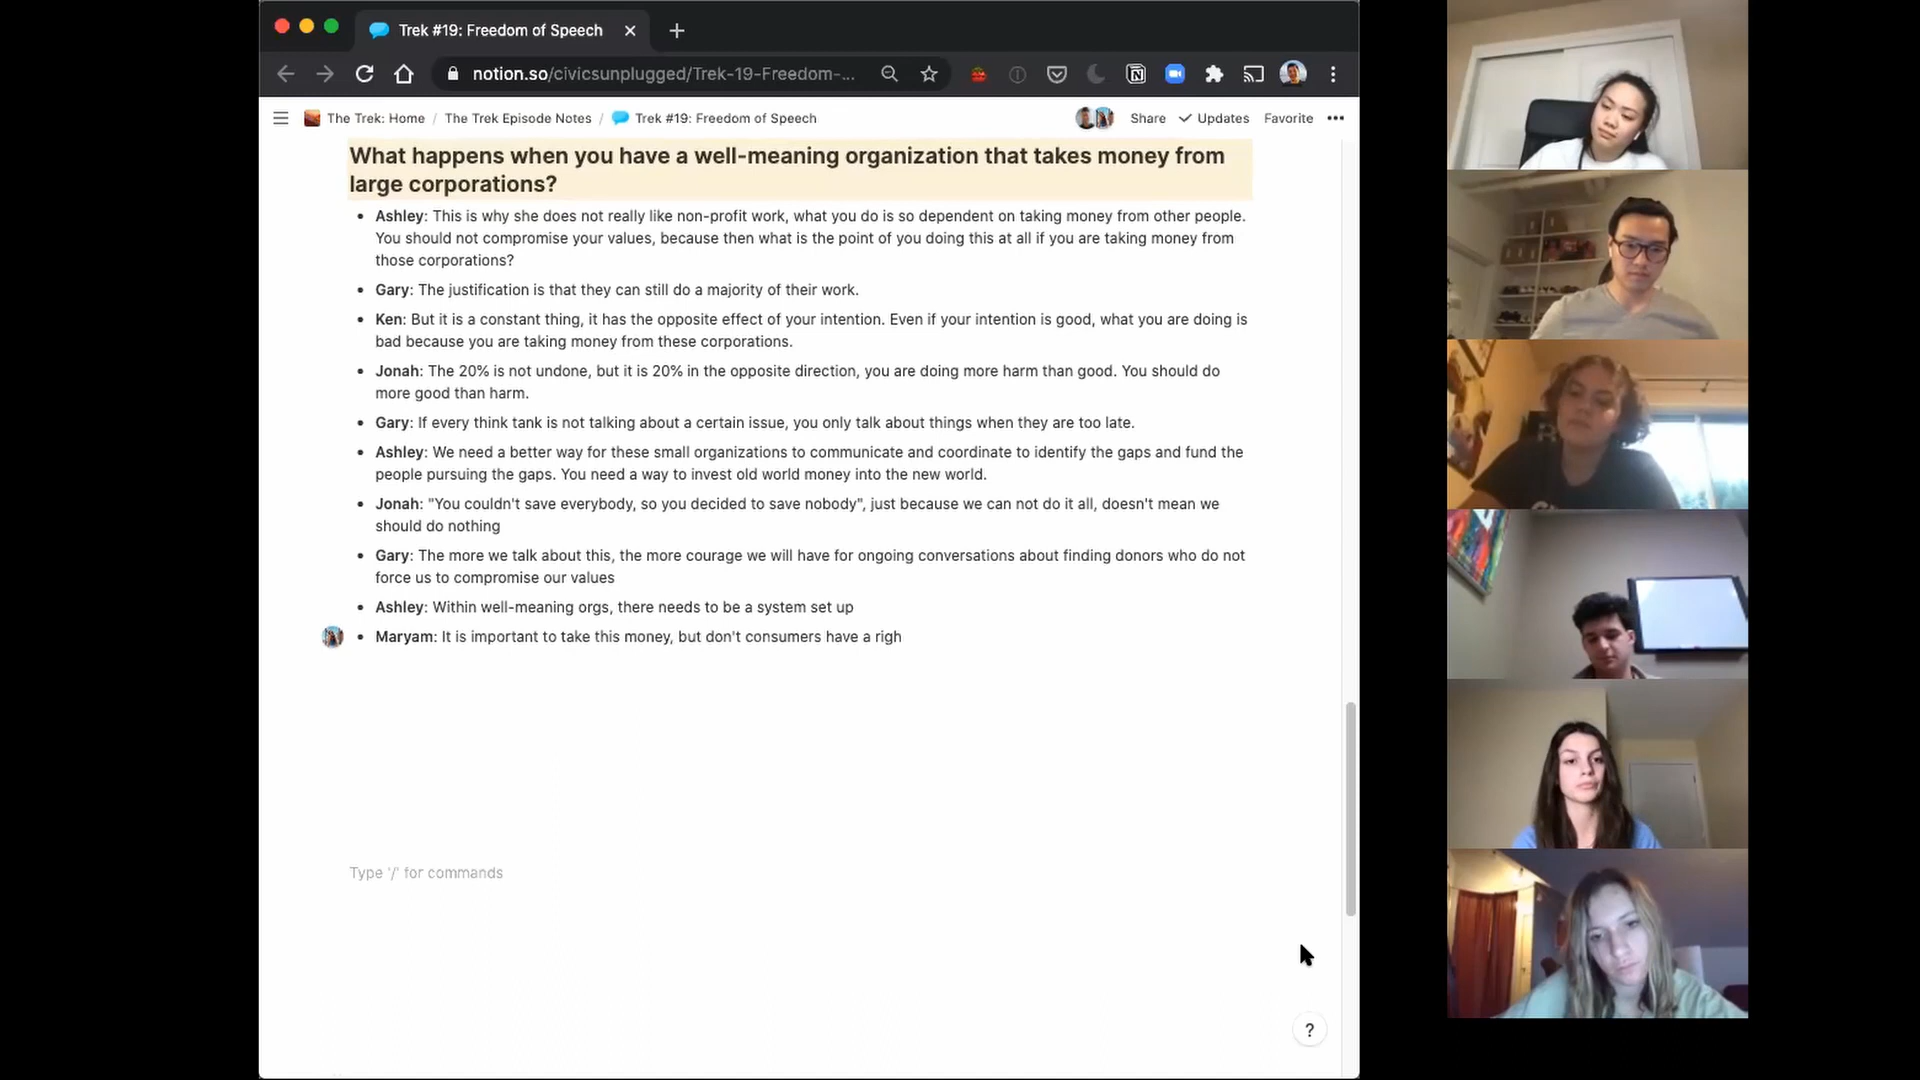 Trek #19: Freedom of Speech
notion.so/civicsunplugged/Trek-19-Freedom-...
The Trek: Home / The Trek Episode Notes / Trek #19: Freedom of Speech
Share Updates Favorite
What happens when you have a well-meaning organization that takes money from
large corporations?
• Ashley: This is why she does not really like non-profit work, what you do is so dependent on taking money from other people.
You should not compromise your values, because then what is the point of you doing this at all if you are taking money from
those corporations?
• Gary: The justification is that they can still do a majority of their work.
• Ken: But it is a constant thing, it has the opposite effect of your intention. Even if your intention is good, what you are doing is
bad because you are taking money from these corporations.
• Jonah: The 20% is not undone, but it is 20% in the opposite direction, you are doing more harm than good. You should do
more good than harm.
• Gary: If every think tank is not talking about a certain issue, you only talk about things when they are too late.
• Ashley: We need a better way for these small organizations to communicate and coordinate to identify the gaps and fund the
people pursuing the gaps. You need a way to invest old world money into the new world.
• Jonah: "You couldn't save everybody, so you decided to save nobody", just because we can not do it all, doesn't mean we
should do nothing
• Gary: The more we talk about this, the more courage we will have for ongoing conversations about finding donors who do not
force us to compromise our values
• Ashley: Within well-meaning orgs, there needs to be a system set up
• Maryam: It is important to take this money, but don't consumers have a righ
Type '/' for commands
?